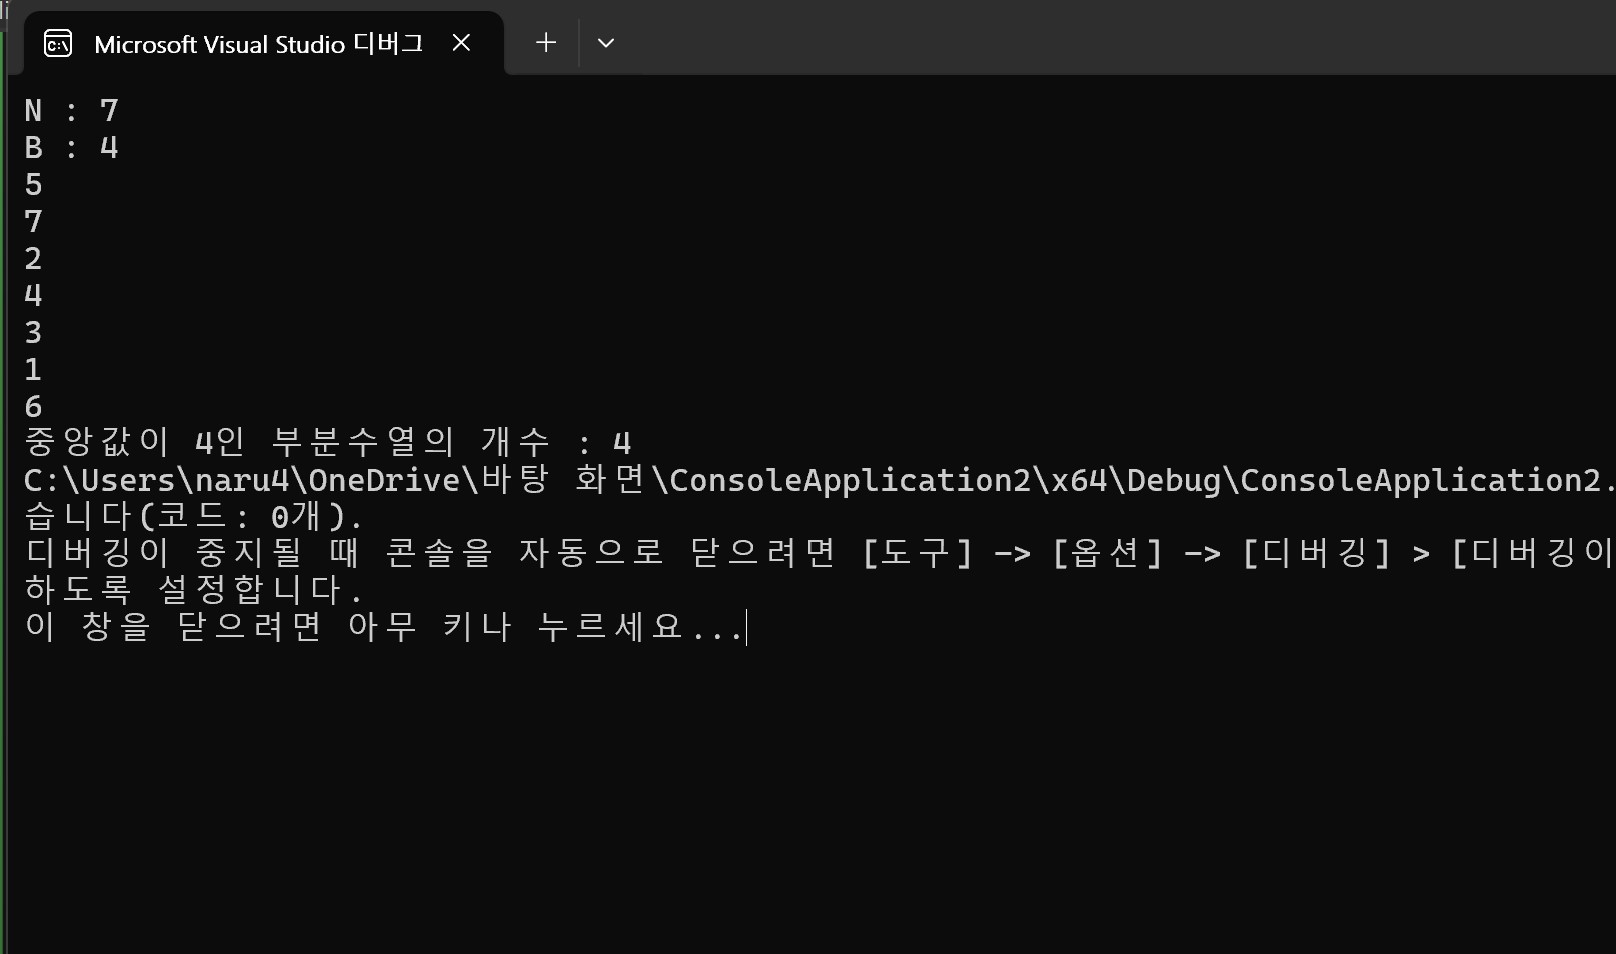 Microsoft Visual Studio 디버그
N : 7
B : 4
5
7
2
4
3
1
6
중앙값이 4인 부분수열의 개수 : 4
C:\Users\naru4\OneDrive\바탕 화면\ConsoleApplication2\x64\Debug\ConsoleApplication2.
습니다(코드: 0개).
디버깅이 중지될 때 콘솔을 자동으로 닫으려면 [도구] -> [옵션] -> [디버깅] > [디버깅이
하도록 설정합니다.
이 창을 닫으려면 아무 키나 누르세요...